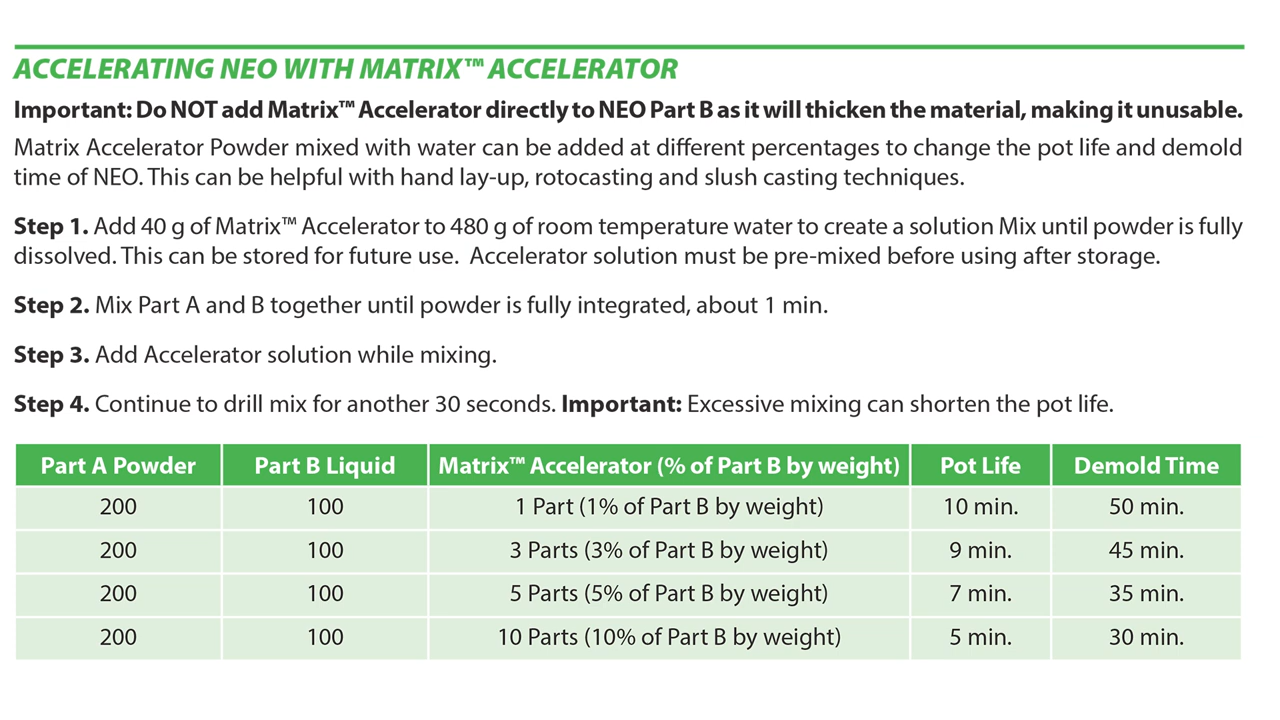 ACCELERATING NEO WITH MATRIX™ ACCELERATOR
Important: Do NOT add Matrix™ Accelerator directly to NEO Part B as it will thicken the material, making it unusable.
Matrix Accelerator Powder mixed with water can be added at different percentages to change the pot life and demold
time of NEO. This can be helpful with hand lay-up, rotocasting and slush casting techniques.
Step 1. Add 40 g of Matrix™ Accelerator to 480 g of room temperature water to create a solution Mix until powder is fully
dissolved. This can be stored for future use.  Accelerator solution must be pre-mixed before using after storage.
Step 2. Mix Part A and B together until powder is fully integrated, about 1 min.
Step 3. Add Accelerator solution while mixing.
Step 4. Continue to drill mix for another 30 seconds. Important: Excessive mixing can shorten the pot life.
Part A Powder Part B Liquid Matrix™ Accelerator (% of Part B by weight) Pot Life Demold Time
200 100 1 Part (1% of Part B by weight) 10 min. 50 min.
200 100 3 Parts (3% of Part B by weight) 9 min. 45 min.
200 100 5 Parts (5% of Part B by weight) 7 min. 35 min.
200 100 10 Parts (10% of Part B by weight) 5 min. 30 min.